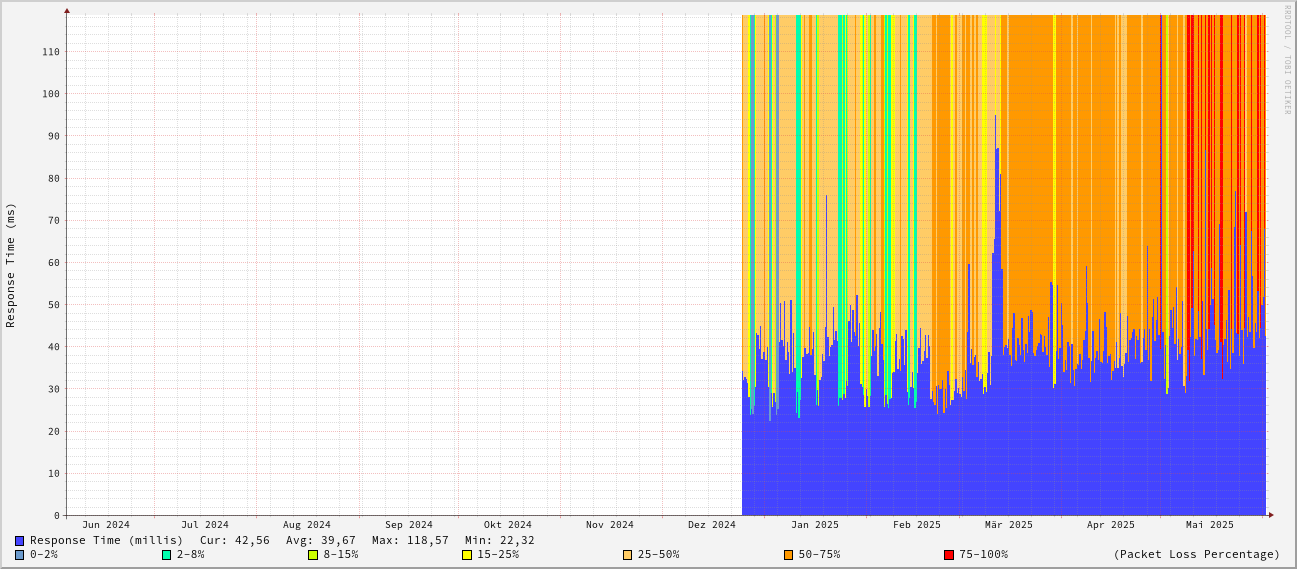 RRDTOOL / TOBI OETIKER
Response Time (ms)
110
100
90
80
70
60
50
40
30
20
10
0
Jun 2024 Jul 2024 Aug 2024 Sep 2024 Okt 2024 Nov 2024 Dez 2024 Jan 2025 Feb 2025 Mär 2025 Apr 2025 Mai 2025
Response Time (millis) Cur: 42,56 Avg: 39,67 Max: 118,57 Min: 22,32
0-2% 2-8% 8-15% 15-25% 25-50% 50-75% 75-100% (Packet Loss Percentage)